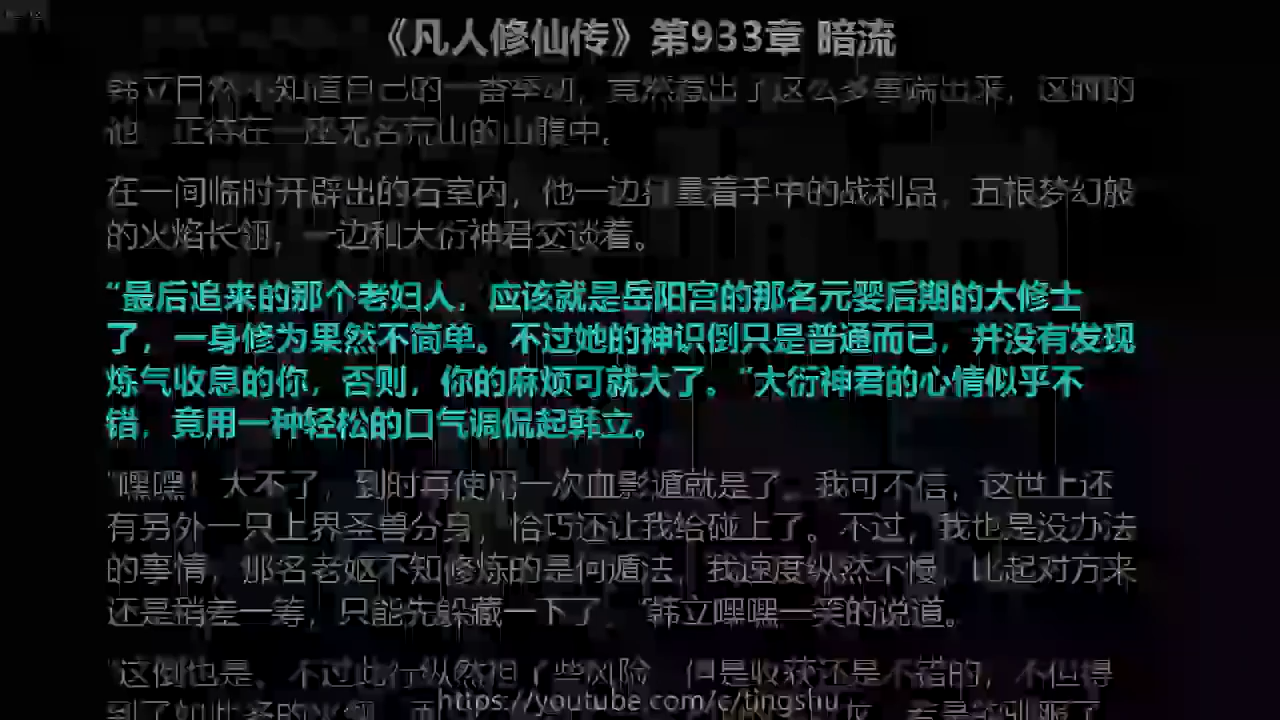 《凡人修仙传》第933章 暗流
韩立自然不知道自己的一番举动，竟然惹出了这么多事端出来，这时的
他，正待在一座无名荒山的山腹中。
在一间临时开辟出的石室内，他一边打量着手中的战利品，五根梦幻般
的火焰长翎，一边和大衍神君交谈着。
“最后追来的那个老妇人，应该就是岳阳宫的那名元婴后期的大修士
了，一身修为果然不简单。不过她的神识倒只是普通而已，并没有发现
炼气收息的你，否则，你的麻烦可就大了。”大衍神君的心情似乎不
错，竟用一种轻松的口气调侃起韩立。
“嘿嘿！大不了，到时再使用一次血影遁就是了。我可不信，这世上还
有另外一只上界圣兽分身，恰巧还让我给碰上了。不过，我也是没办法
的事情，那名老妪不知修炼的是何遁法，我速度纵然不慢，比起对方来
还是稍差一筹，只能先躲藏一下了。”韩立嘿嘿一笑的说道。
“这倒也是。不过此行纵然担了些风险，但是收获还是不错的，不但得
https://youtube.com/c/tingshu